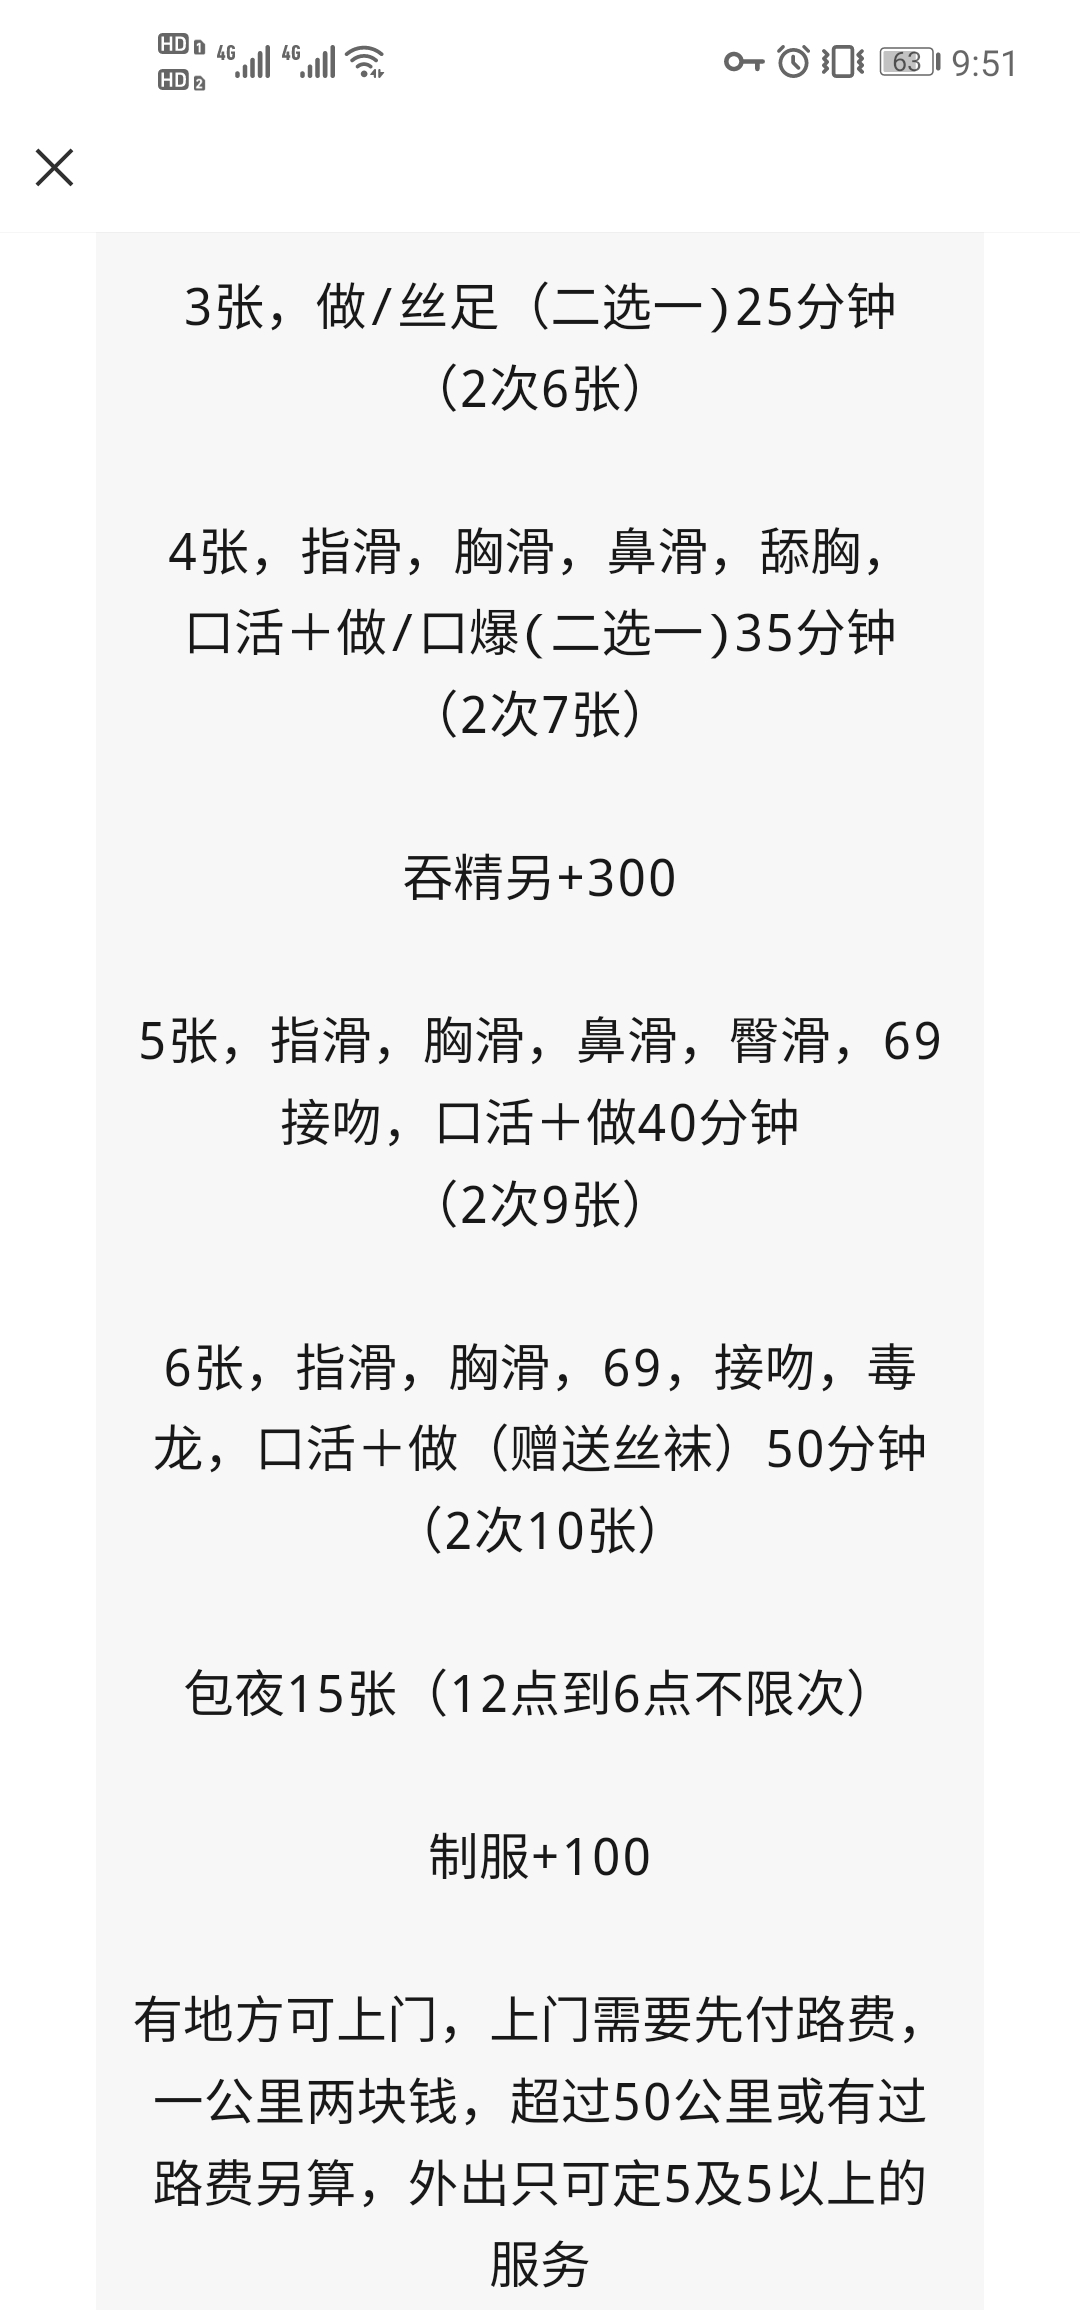 HD 1 4G 4G
HD 2
63 9:51
3张，做/丝足（二选一)25分钟
（2次6张）
4张，指滑，胸滑，鼻滑，舔胸，
口活＋做/口爆(二选一)35分钟
（2次7张）
吞精另+300
5张，指滑，胸滑，鼻滑，臀滑，69
接吻，口活＋做40分钟
（2次9张）
6张，指滑，胸滑，69，接吻，毒
龙，口活＋做（赠送丝袜）50分钟
（2次10张）
包夜15张（12点到6点不限次）
制服+100
有地方可上门，上门需要先付路费，
一公里两块钱，超过50公里或有过
路费另算，外出只可定5及5以上的
服务